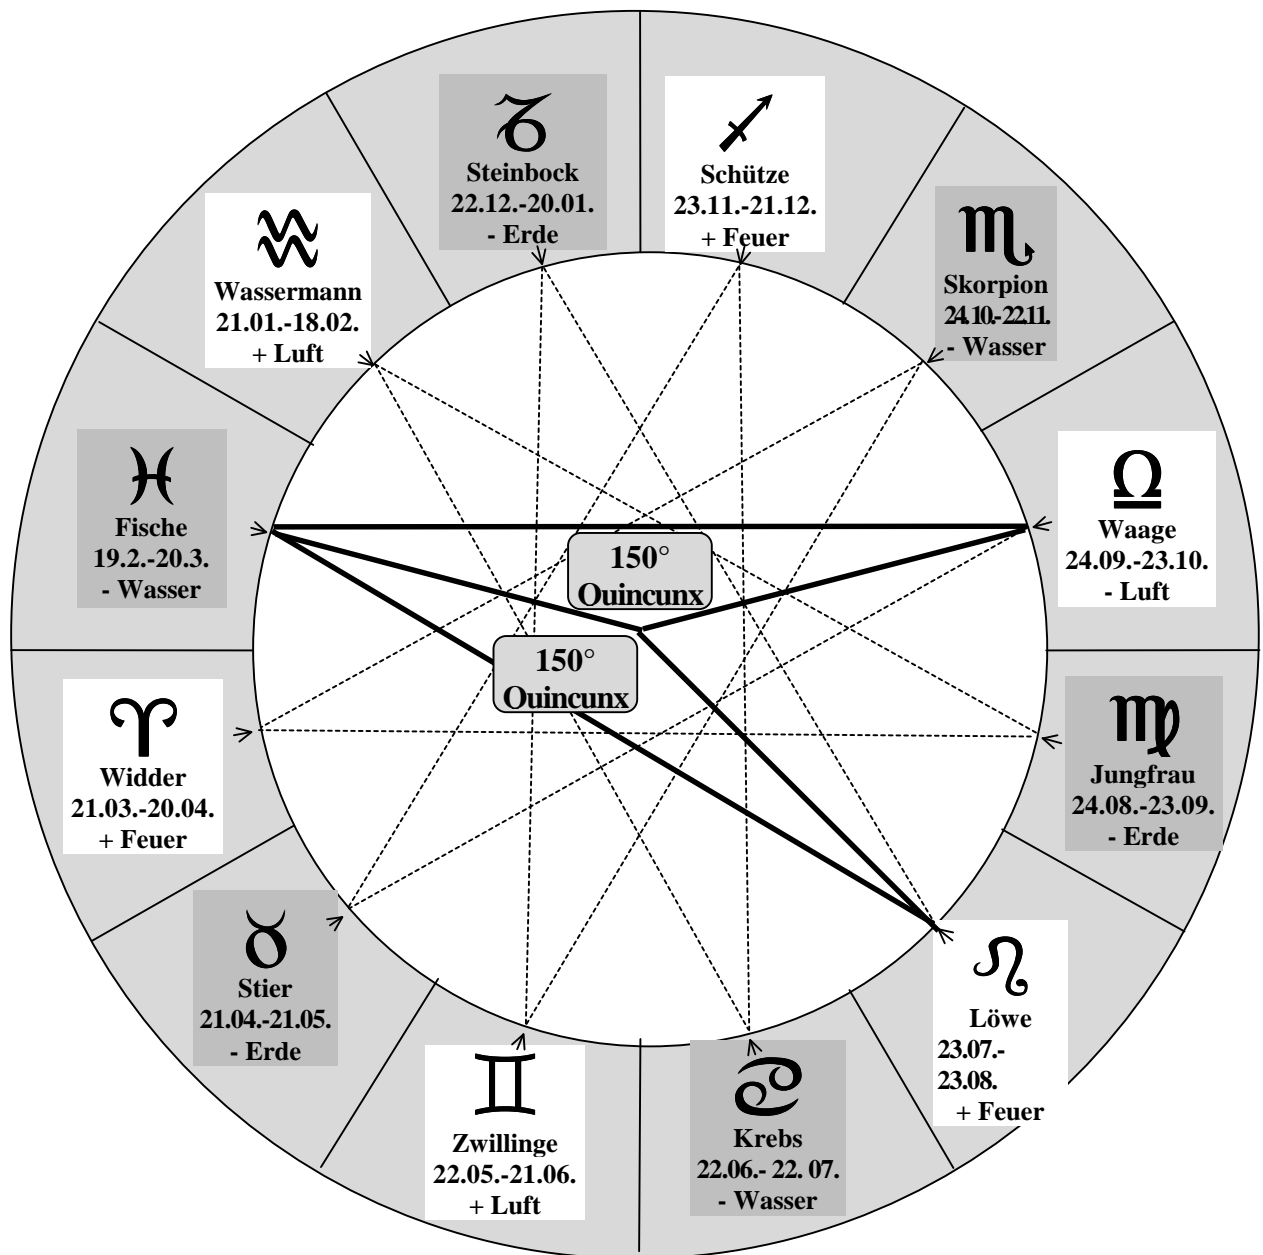 Steinbock
22.12.-20.01.
- Erde
Schütze
23.11.-21.12.
+ Feuer
Wassermann
21.01.-18.02.
+ Luft
Skorpion
24.10.-22.11.
- Wasser
Fische
19.2.-20.3.
- Wasser
Waage
24.09.-23.10.
- Luft
150°
Quincunx
150°
Quincunx
Widder
21.03.-20.04.
+ Feuer
Jungfrau
24.08.-23.09.
- Erde
Stier
21.04.-21.05.
- Erde
Löwe
23.07.-
23.08.
+ Feuer
Zwillinge
22.05.-21.06.
+ Luft
Krebs
22.06.- 22. 07.
- Wasser